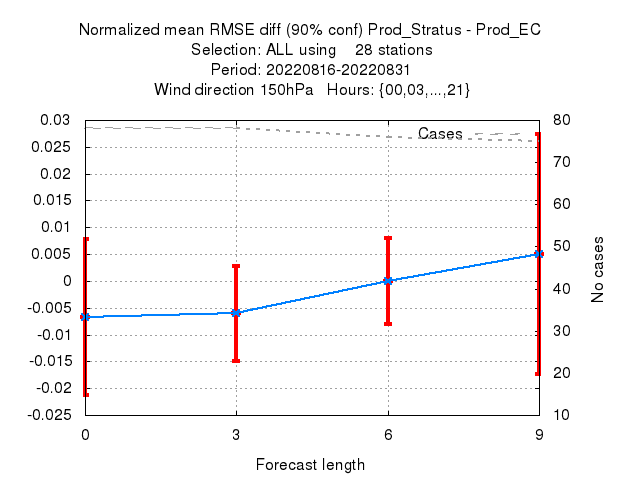 Normalized mean RMSE diff (90% conf) Prod_Stratus - Prod_EC
Selection: ALL using    28 stations
Period: 20220816-20220831
Wind direction 150hPa   Hours: {00,03,...,21}
Cases
0.03
0.025
0.02
0.015
0.01
0.005
0
-0.005
-0.01
-0.015
-0.02
-0.025
80
70
60
50
40
30
20
10
No cases
0 3 6 9
Forecast length